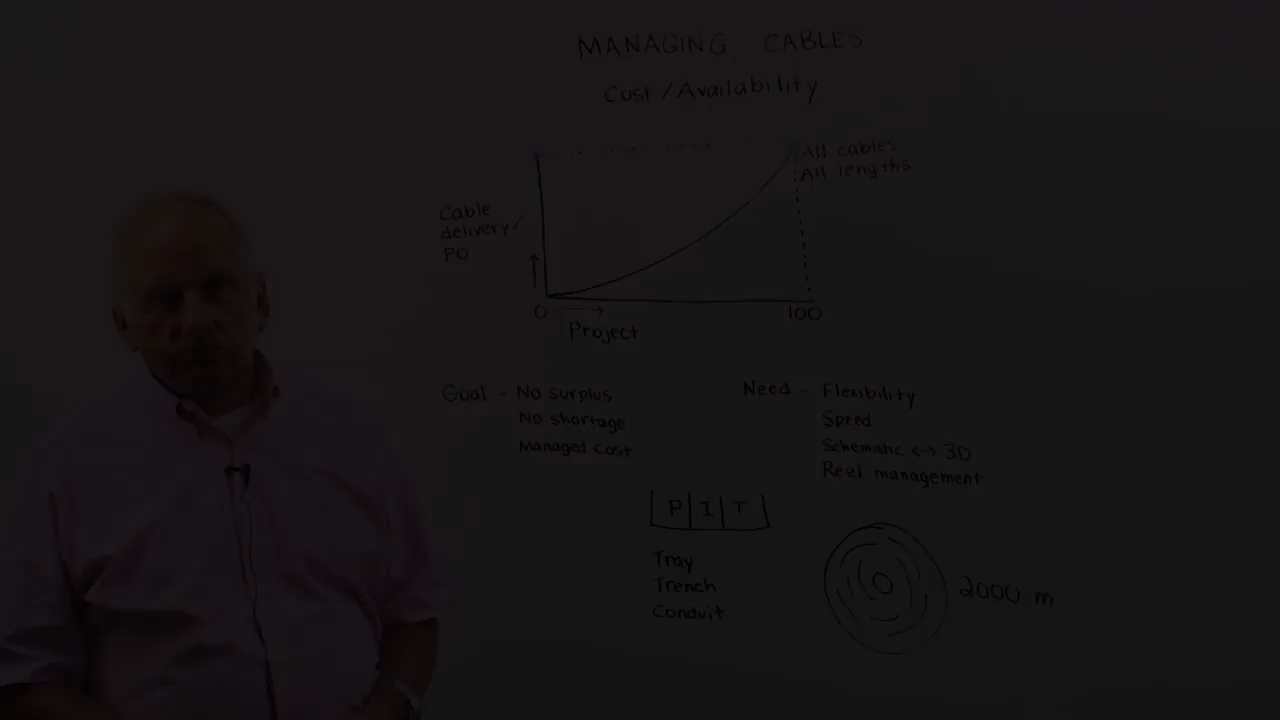 MANAGING CABLES
Cost / Availability
All cables
All lengths
Cable
delivery /
PO
0
100
Project
Goal - No surplus
No shortage
Managed cost
Need - Flexibility
Speed
Schematic <-> 3D
Reel management
P I T
Tray
Trench
Conduit
2000 m